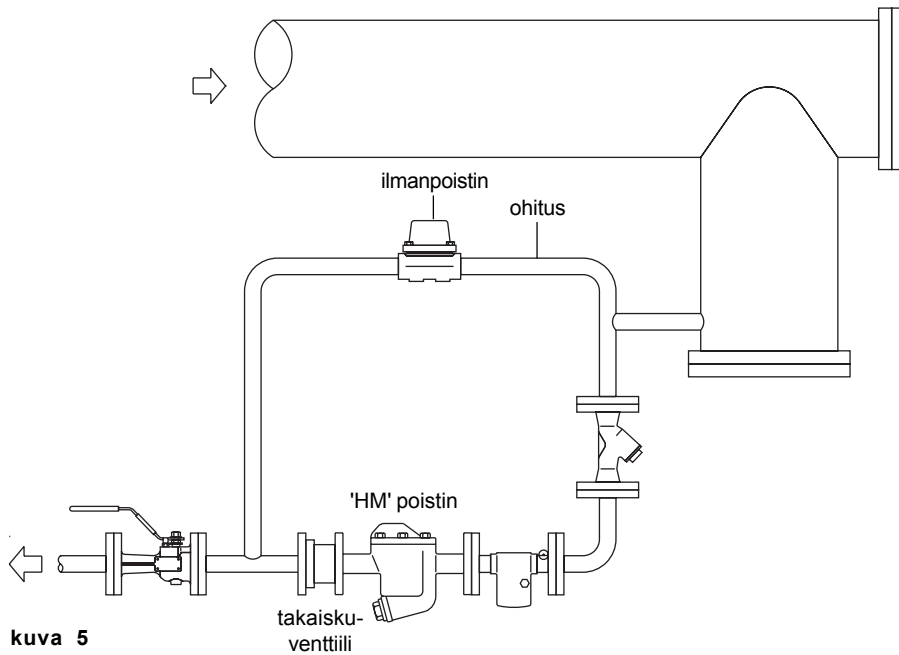 ilmanpoistin
ohitus
'HM' poistin
takaisku-
venttiili
kuva 5